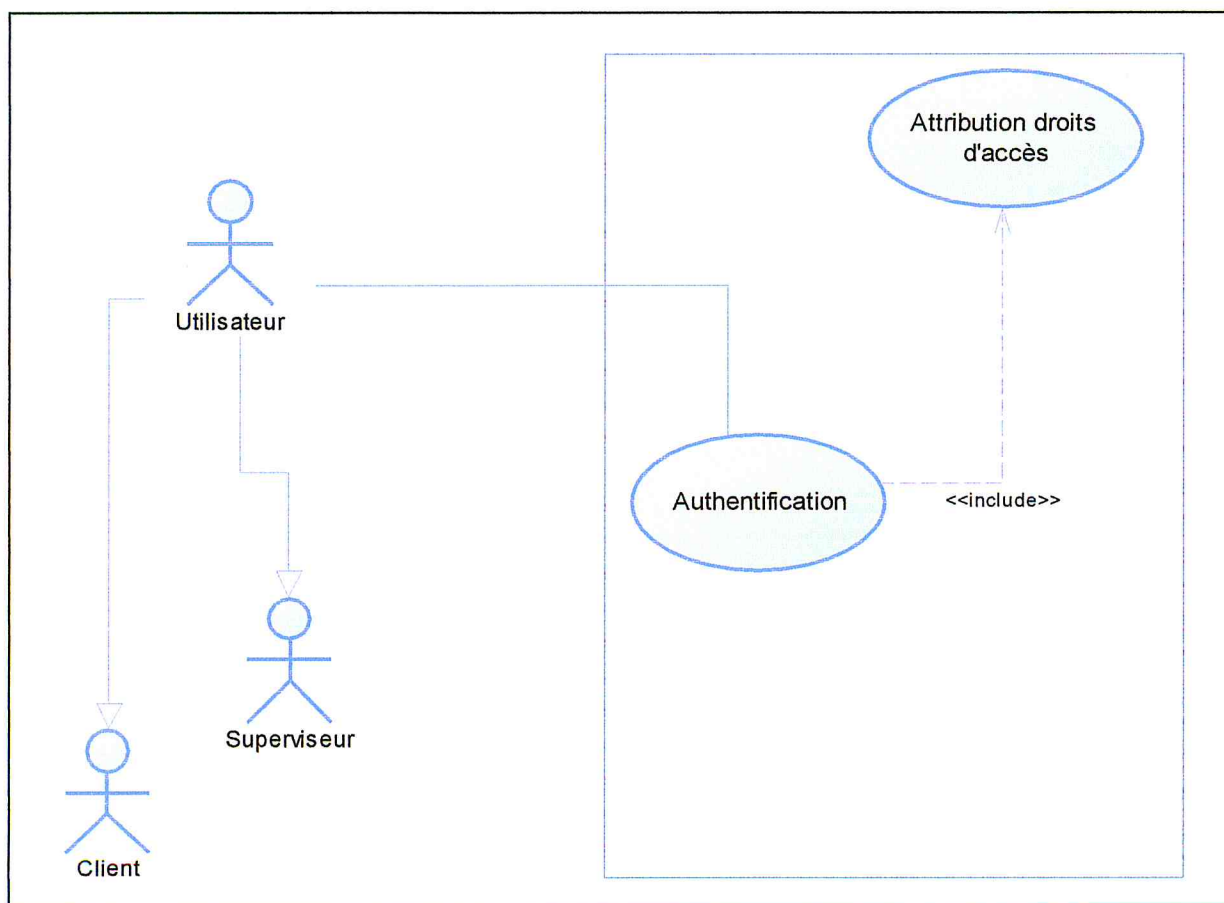 Attribution droits
d'accès
Utilisateur
Authentification
<<include>>
Superviseur
Client